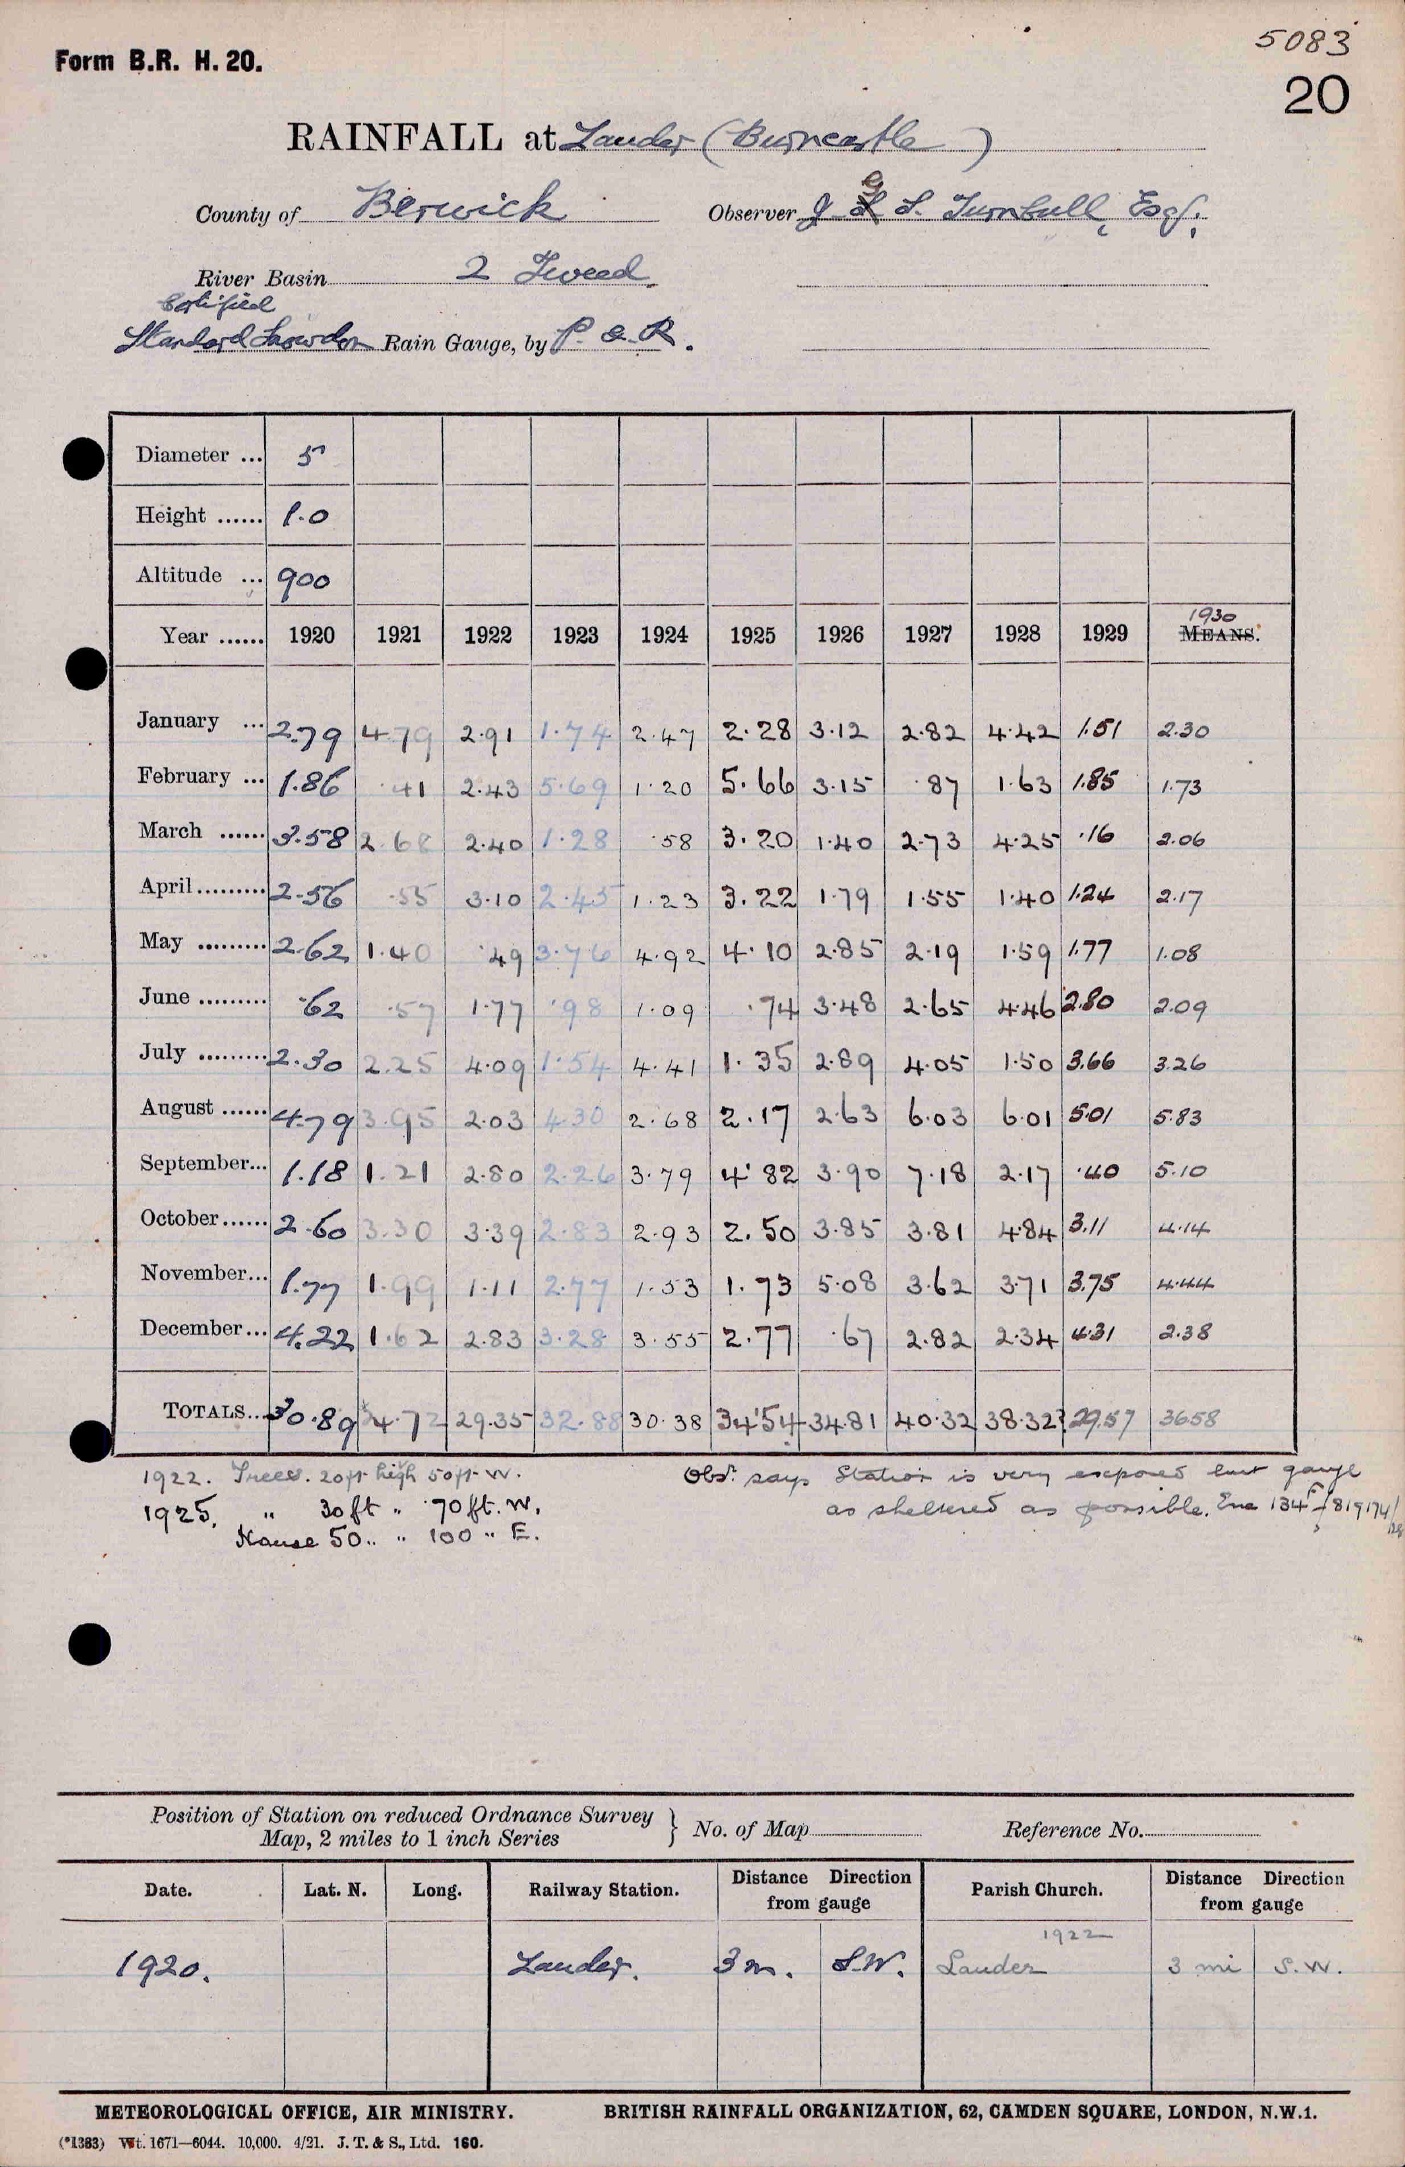 5083
Form B.R. H. 20.
20
RAINFALL at Lauder (Burncastle)
County of Berwick Observer J G S. Turnbull, Esq.
River Basin 2 Tweed.
Certified
Standard Snowdon Rain Gauge, by P. & R.
Diameter ... 5
Height ...... 1.0
Altitude ... 900
1930
Year ...... 1920 1921 1922 1923 1924 1925 1926 1927 1928 1929 MEANS.
January ... 2.79 4.79 2.91 1.74 2.47 2.28 3.12 2.82 4.42 1.51 2.30
February ... 1.86 .41 2.43 5.69 1.20 5.66 3.15 .87 1.63 1.85 1.73
March ...... 3.58 2.68 2.40 1.28 .58 3.20 1.40 2.73 4.25 .16 2.06
April ......... 2.56 .55 3.10 2.45 1.23 3.22 1.79 1.55 1.40 1.24 2.17
May ......... 2.62 1.40 .49 3.76 4.92 4.10 2.85 2.19 1.59 1.77 1.08
June ......... .62 .57 1.77 .98 1.09 .74 3.48 2.65 4.46 2.80 2.09
July ......... 2.30 2.25 4.09 1.54 4.41 1.35 2.89 4.05 1.50 3.66 3.26
August ...... 4.79 3.95 2.03 4.30 2.68 2.17 2.63 6.03 6.01 5.01 5.83
September... 1.18 1.21 2.80 2.26 3.79 4.82 3.90 7.18 2.17 .40 5.10
October ...... 2.60 3.30 3.39 2.83 2.93 2.50 3.85 3.81 4.84 3.11 4.14
November... 1.77 1.99 1.11 2.77 1.53 1.73 5.08 3.62 3.71 3.75 4.44
December ... 4.22 1.62 2.83 3.28 3.55 2.77 .67 2.82 2.34 4.31 2.38
TOTALS... 30.89 24.72 29.35 32.88 30.38 34.54 34.81 40.32 38.32 29.57 36.58
1922. Trees. 20ft high 50ft W. Obsr. says Station is very exposed but gauge
1925. " 30ft " 70ft. W. as sheltered as possible.
House 50 " " 100 " E.
Position of Station on reduced Ordnance Survey
Map, 2 miles to 1 inch Series } No. of Map Reference No.
Date. Lat. N. Long. Railway Station. Distance Direction from gauge Parish Church. Distance Direction from gauge
1922
1920. Lauder. 3 m. S.W. Lauder 3 mi S.W.
METEOROLOGICAL OFFICE, AIR MINISTRY. BRITISH RAINFALL ORGANIZATION, 62, CAMDEN SQUARE, LONDON, N.W.1.
(*1383) Wt. 1671—6044. 10,000. 4/21. J. T. & S., Ltd. 160.